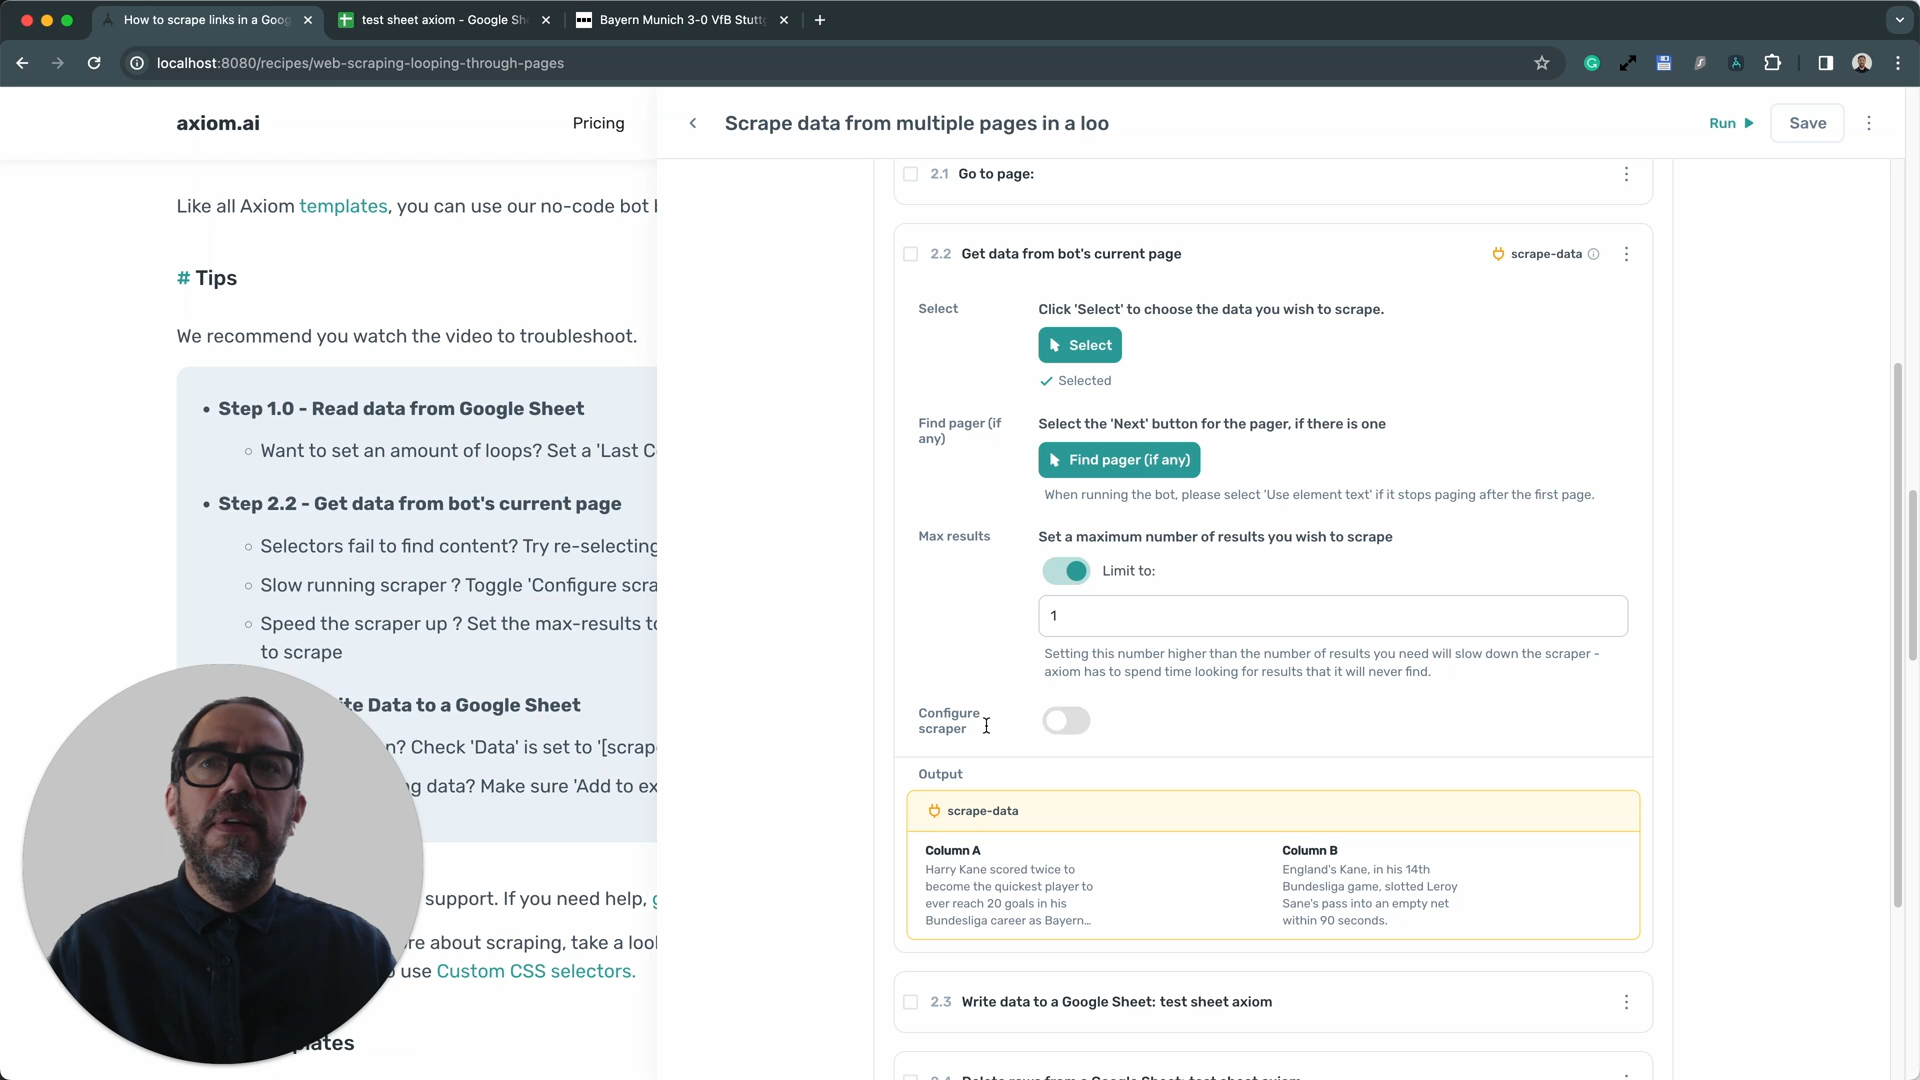 How to scrape links in a Goog
test sheet axiom - Google Sh
Bayern Munich 3-0 VfB Stutt
localhost:8080/recipes/web-scraping-looping-through-pages
axiom.ai
Pricing
Scrape data from multiple pages in a loo
Run
Save
Like all Axiom templates, you can use our no-code bot
# Tips
We recommend you watch the video to troubleshoot.
• Step 1.0 - Read data from Google Sheet
Want to set an amount of loops? Set a 'Last C
• Step 2.2 - Get data from bot's current page
Selectors fail to find content? Try re-selecting
Slow running scraper ? Toggle 'Configure scra
Speed the scraper up ? Set the max-results to
to scrape
ite Data to a Google Sheet
n? Check 'Data' is set to '[scrap
ng data? Make sure 'Add to ex
support. If you need help,
re about scraping, take a look
use Custom CSS selectors.
plates
2.1 Go to page:
2.2 Get data from bot's current page
scrape-data
Select
Click 'Select' to choose the data you wish to scrape.
Select
Selected
Find pager (if
any)
Select the 'Next' button for the pager, if there is one
Find pager (if any)
When running the bot, please select 'Use element text' if it stops paging after the first page.
Max results
Set a maximum number of results you wish to scrape
Limit to:
1
Setting this number higher than the number of results you need will slow down the scraper -
axiom has to spend time looking for results that it will never find.
Configure
scraper
Output
scrape-data
Column A
Harry Kane scored twice to
become the quickest player to
ever reach 20 goals in his
Bundesliga career as Bayern...
Column B
England's Kane, in his 14th
Bundesliga game, slotted Leroy
Sane's pass into an empty net
within 90 seconds.
2.3 Write data to a Google Sheet: test sheet axiom
2.4 Delete rows from a Google Sheet: test sheet axiom